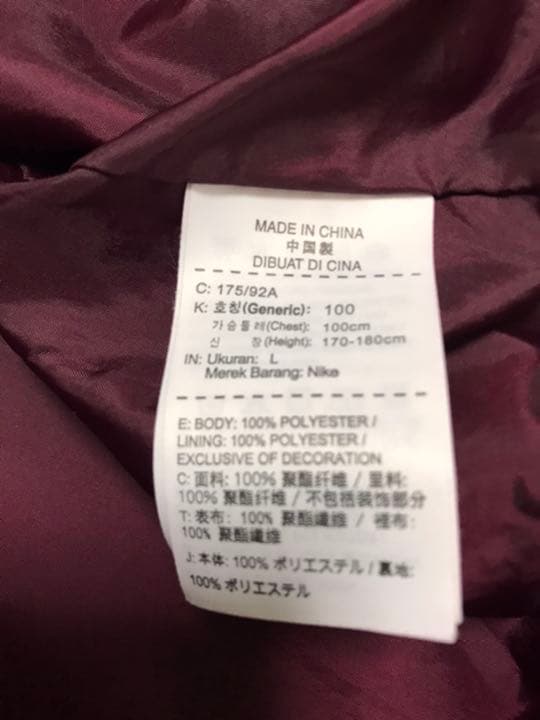 MADE IN CHINA
中国製
DIBUAT DI CINA
C: 175/92A
K: 호칭(Generic): 100
가슴둘레(Chest): 100cm
신 장(Height): 170-180cm
IN: Ukuran: L
Merek Barang: Nike
E: BODY: 100% POLYESTER /
LINING: 100% POLYESTER /
EXCLUSIVE OF DECORATION
C: 面料: 100% 聚酯纤维 / 里料:
100% 聚酯纤维 / 不包括装饰部分
T: 表布: 100% 聚酯纖維 / 裡布:
100% 聚酯纖維
J: 本体: 100% ポリエステル / 裏地:
100% ポリエステル